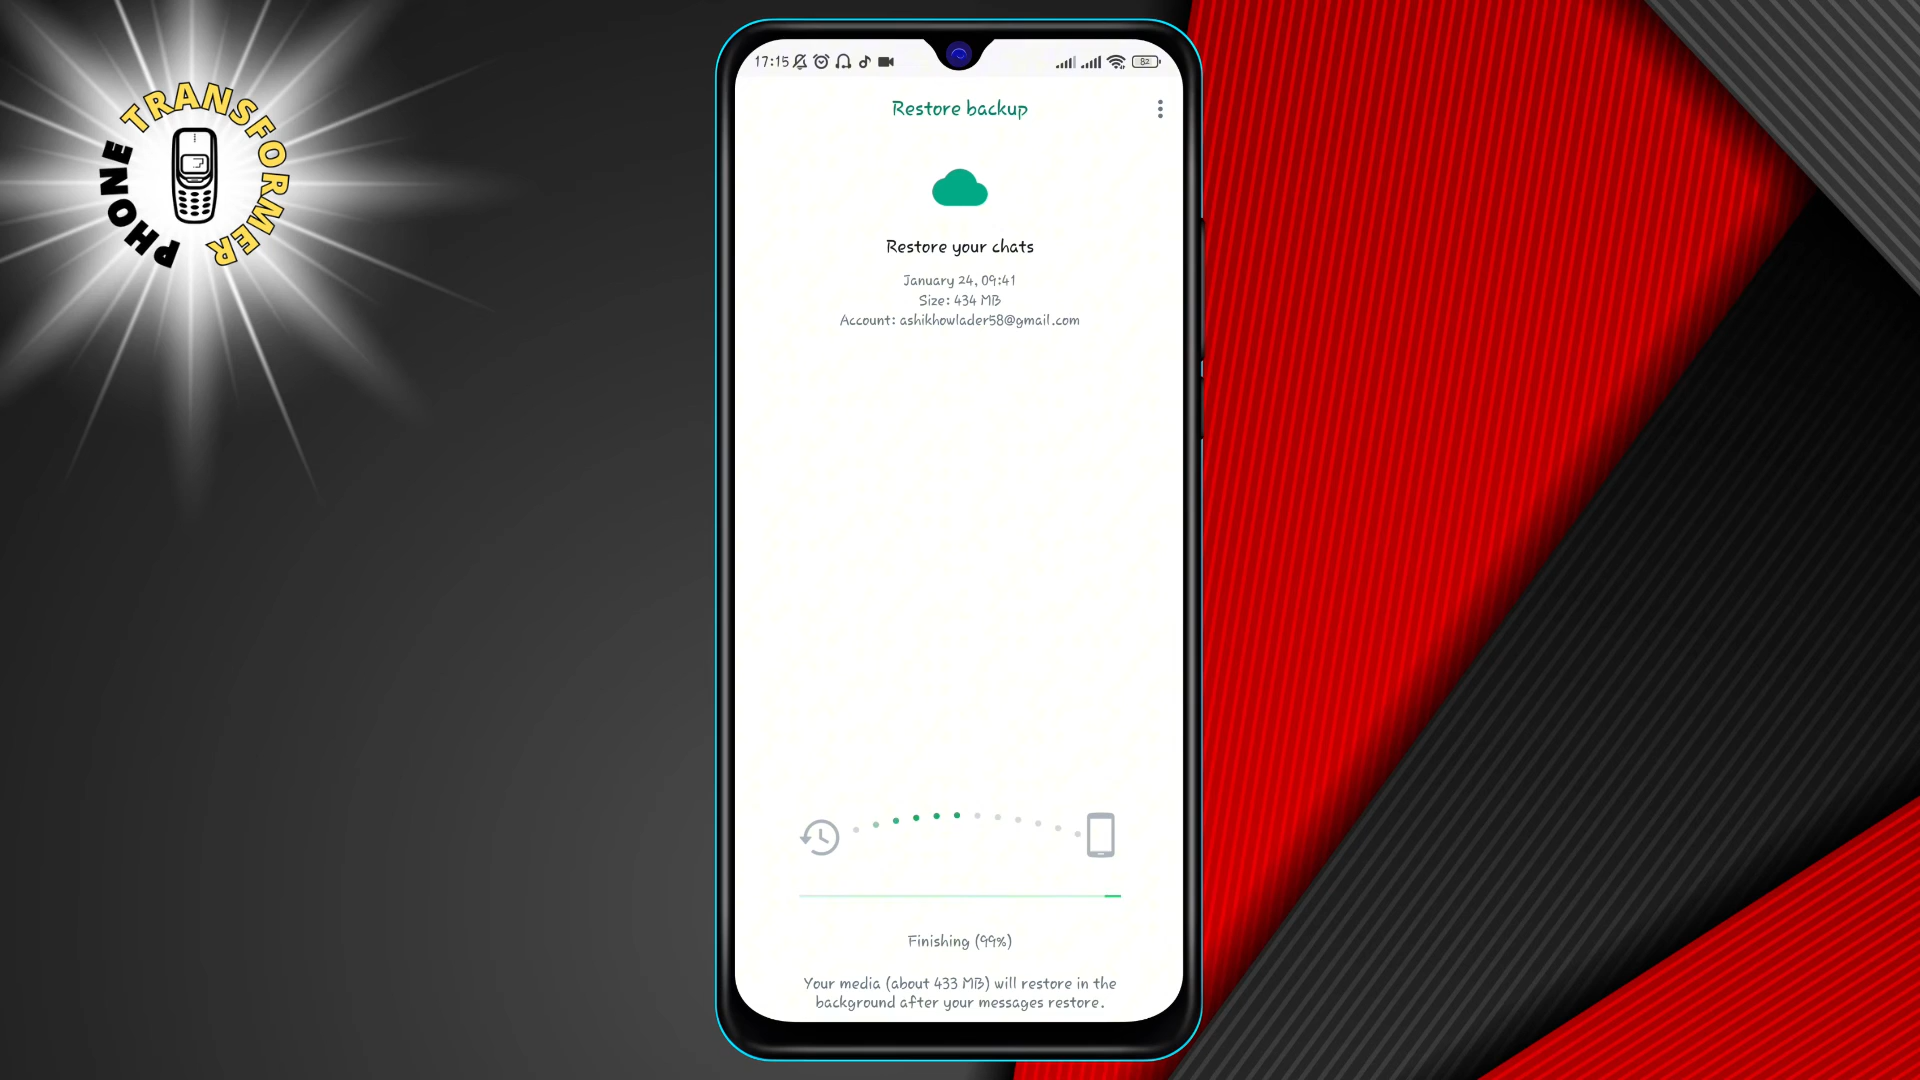 PHONE TRANSFORMER
17:15
82
Restore backup
Restore your chats
January 24, 09:41
Size: 434 MB
Account: ashikhowlader58@gmail.com
Finishing (99%)
Your media (about 433 MB) will restore in the
background after your messages restore.